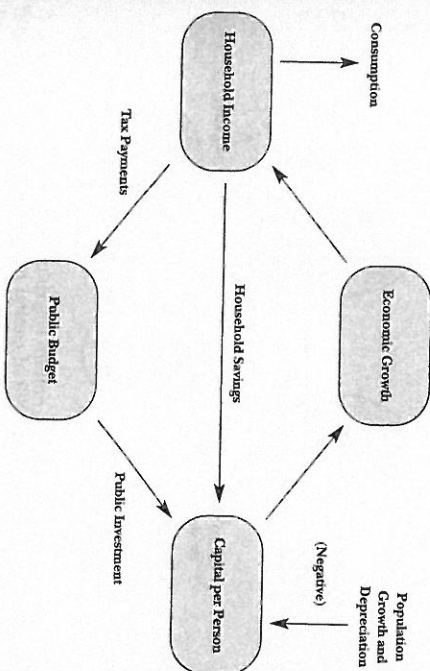 Consumption
Household Income
Tax Payments
Economic Growth
Household Savings
Public Budget
Public Investment
Capital per Person
(Negative)
Population
Growth and
Depreciation